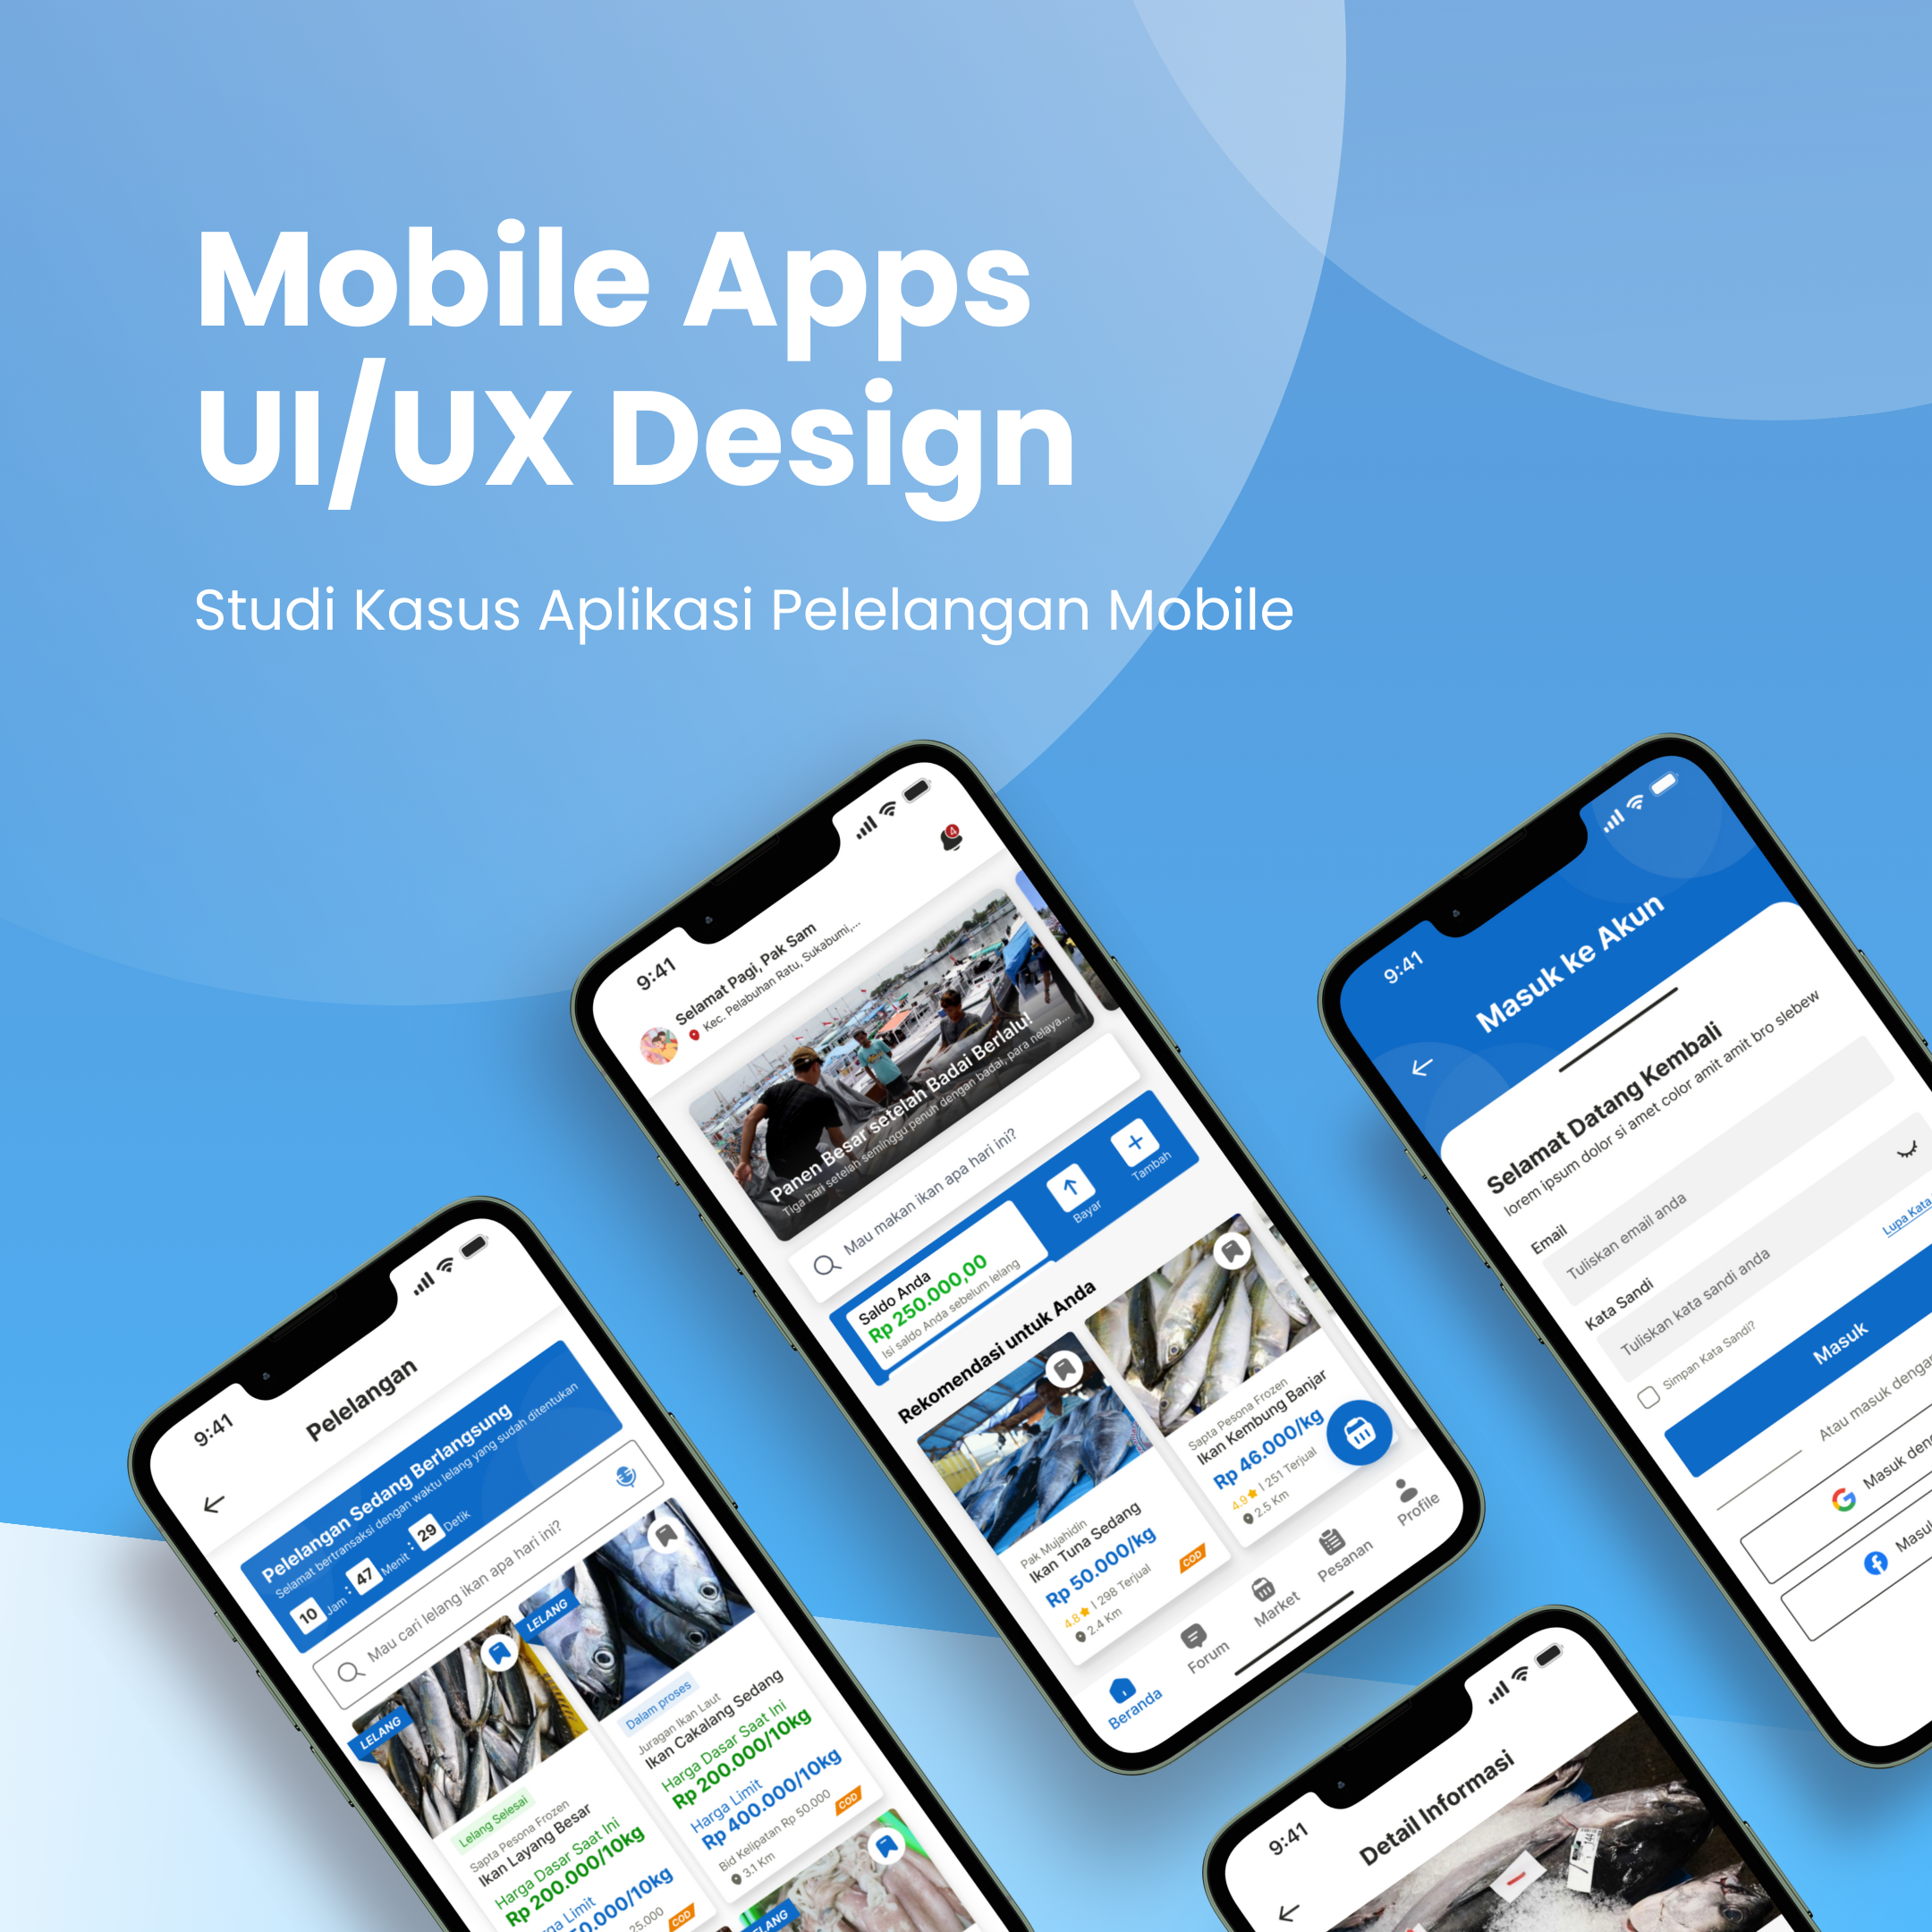 Mobile Apps
UI/UX Design
Studi Kasus Aplikasi Pelelangan Mobile
9:41
4
Selamat Pagi, Pak Sam
Kec. Pelabuhan Ratu, Sukabumi,...
Panen Besar setelah Badai Berlalu!
Tiga hari setelah seminggu penuh dengan badai, para nelaya...
Mau makan ikan apa hari ini?
Saldo Anda
Rp 250.000,00
Isi saldo Anda sebelum lelang
Bayar
Tambah
Rekomendasi untuk Anda
Pak Mujahidin
Ikan Tuna Sedang
Rp 50.000/kg
4.8 | 298 Terjual
2.4 Km
COD
Sapta Pesona Frozen
Ikan Kembung Banjar
Rp 46.000/kg
4.9 | 251 Terjual
2.5 Km
Beranda
Forum
Market
Pesanan
Profile
9:41
Masuk ke Akun
Selamat Datang Kembali
lorem ipsum dolor si amet color amit amit bro slebew
Email
Tuliskan email anda
Kata Sandi
Tuliskan kata sandi anda
Simpan Kata Sandi?
Lupa Kata
Masuk
Atau masuk dengan
Masuk
9:41
Pelelangan
Pelelangan Sedang Berlangsung
Selamat bertransaksi dengan waktu lelang yang sudah ditentukan
10 Jam : 47 Menit : 29 Detik
Mau cari lelang ikan apa hari ini?
LELANG
Lelang Selesai
Sapta Pesona Frozen
Ikan Layang Besar
Harga Dasar Saat Ini
Rp 200.000/10kg
Limit
0.000/10kg
25.000
COD
LELANG
Dalam proses
Juragan Ikan Laut
Ikan Cakalang Sedang
Harga Dasar Saat Ini
Rp 200.000/10kg
Harga Limit
Rp 400.000/10kg
Bid Kelipatan Rp 50.000
3.1 Km
COD
9:41
Detail Informasi